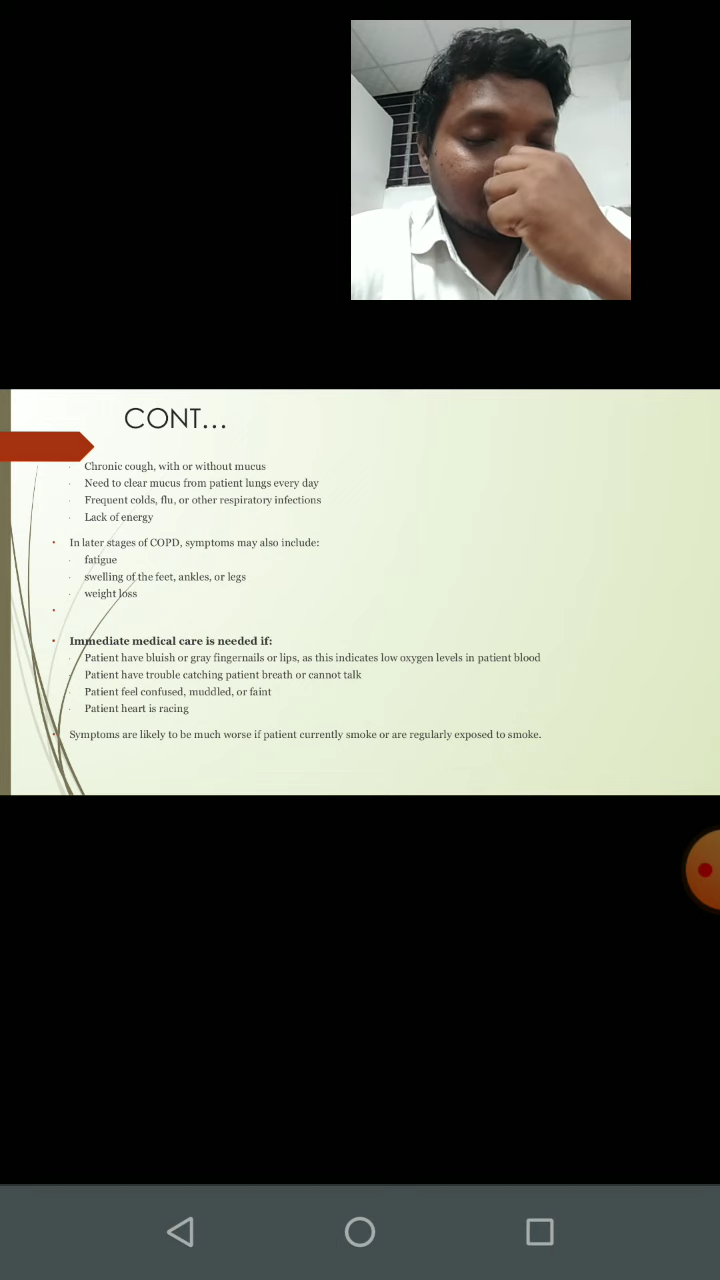 CONT...
Chronic cough, with or without mucus
Need to clear mucus from patient lungs every day
Frequent colds, flu, or other respiratory infections
Lack of energy
In later stages of COPD, symptoms may also include:
fatigue
swelling of the feet, ankles, or legs
weight loss
Immediate medical care is needed if:
Patient have bluish or gray fingernails or lips, as this indicates low oxygen levels in patient blood
Patient have trouble catching patient breath or cannot talk
Patient feel confused, muddled, or faint
Patient heart is racing
Symptoms are likely to be much worse if patient currently smoke or are regularly exposed to smoke.